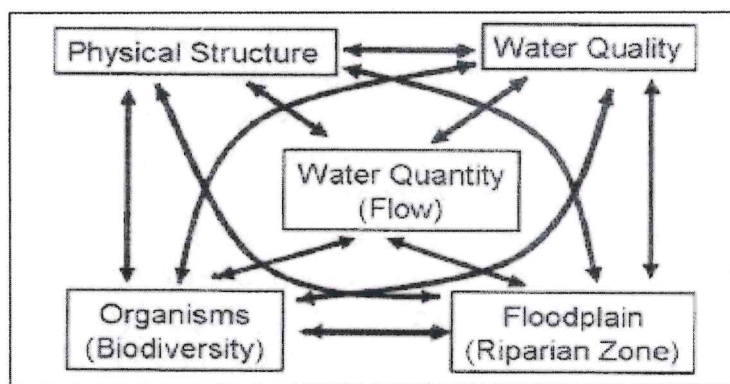 Physical Structure
Water Quality
Water Quantity
(Flow)
Organisms
(Biodiversity)
Floodplain
(Riparian Zone)